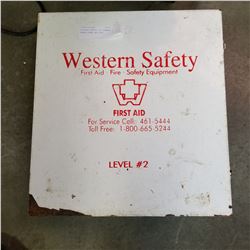 Western Safety
First Aid · Fire · Safety Equipment
FIRST AID
For Service Call: 461-5444
Toll Free: 1-800-665-5244
LEVEL #2